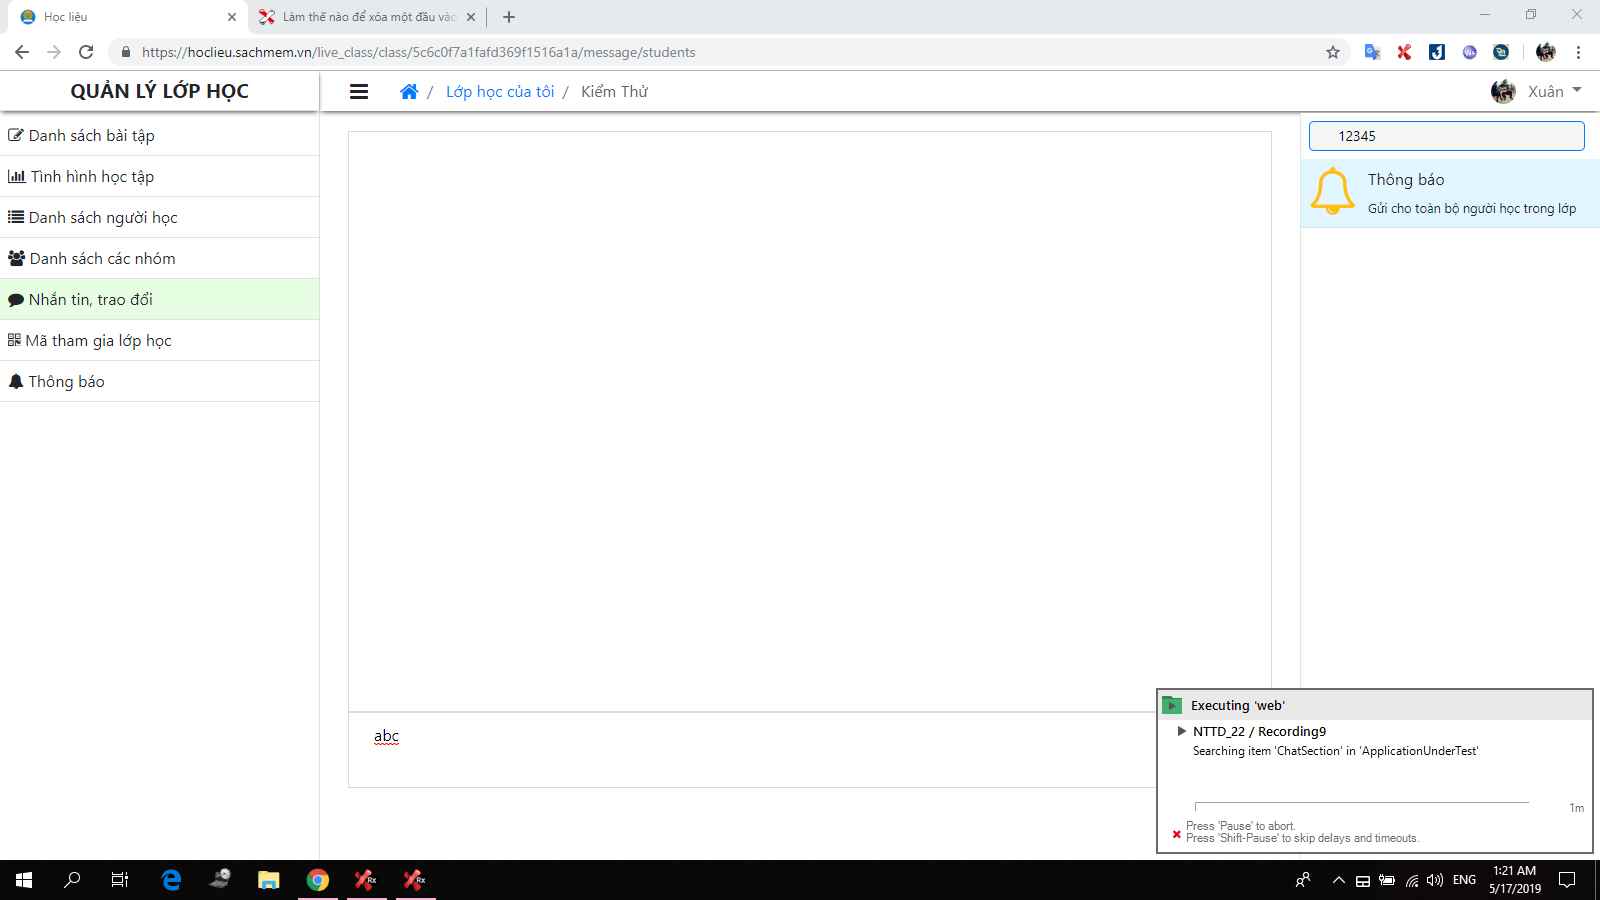 Học liệu
Làm thế nào để xóa một đầu vào
https://hoclieu.sachmem.vn/live_class/class/5c6c0f7a1fafd369f1516a1a/message/students
QUẢN LÝ LỚP HỌC
/ Lớp học của tôi / Kiểm Thử
Xuân
Danh sách bài tập
Tình hình học tập
Danh sách người học
Danh sách các nhóm
Nhắn tin, trao đổi
Mã tham gia lớp học
Thông báo
12345
Thông báo
Gửi cho toàn bộ người học trong lớp
abc
Executing 'web'
NTTD_22 / Recording9
Searching item 'ChatSection' in 'ApplicationUnderTest'
1m
Press 'Pause' to abort.
Press 'Shift-Pause' to skip delays and timeouts.
Rx
Rx
ENG
1:21 AM
5/17/2019